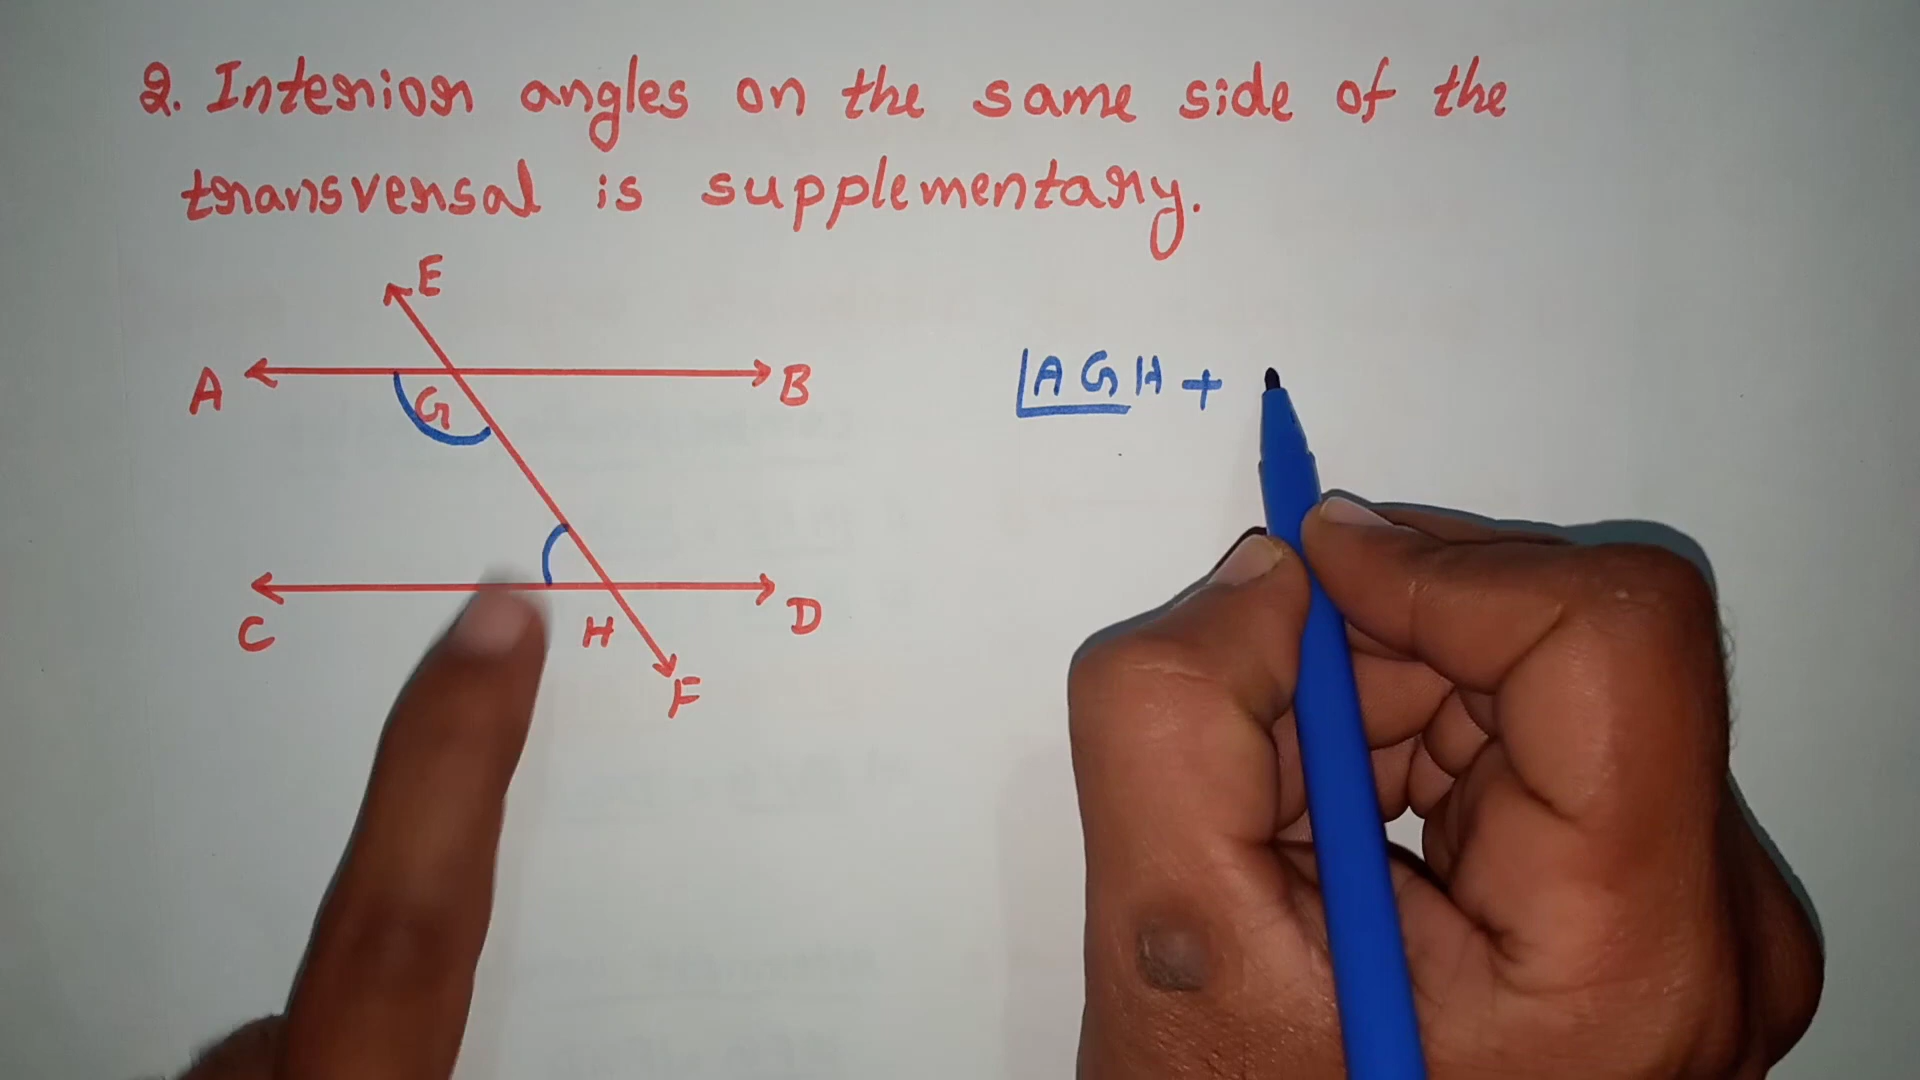 2. Interior angles on the same side of the
transversal is supplementary.
E
A
B
G
∠AGH +
C
H
D
F